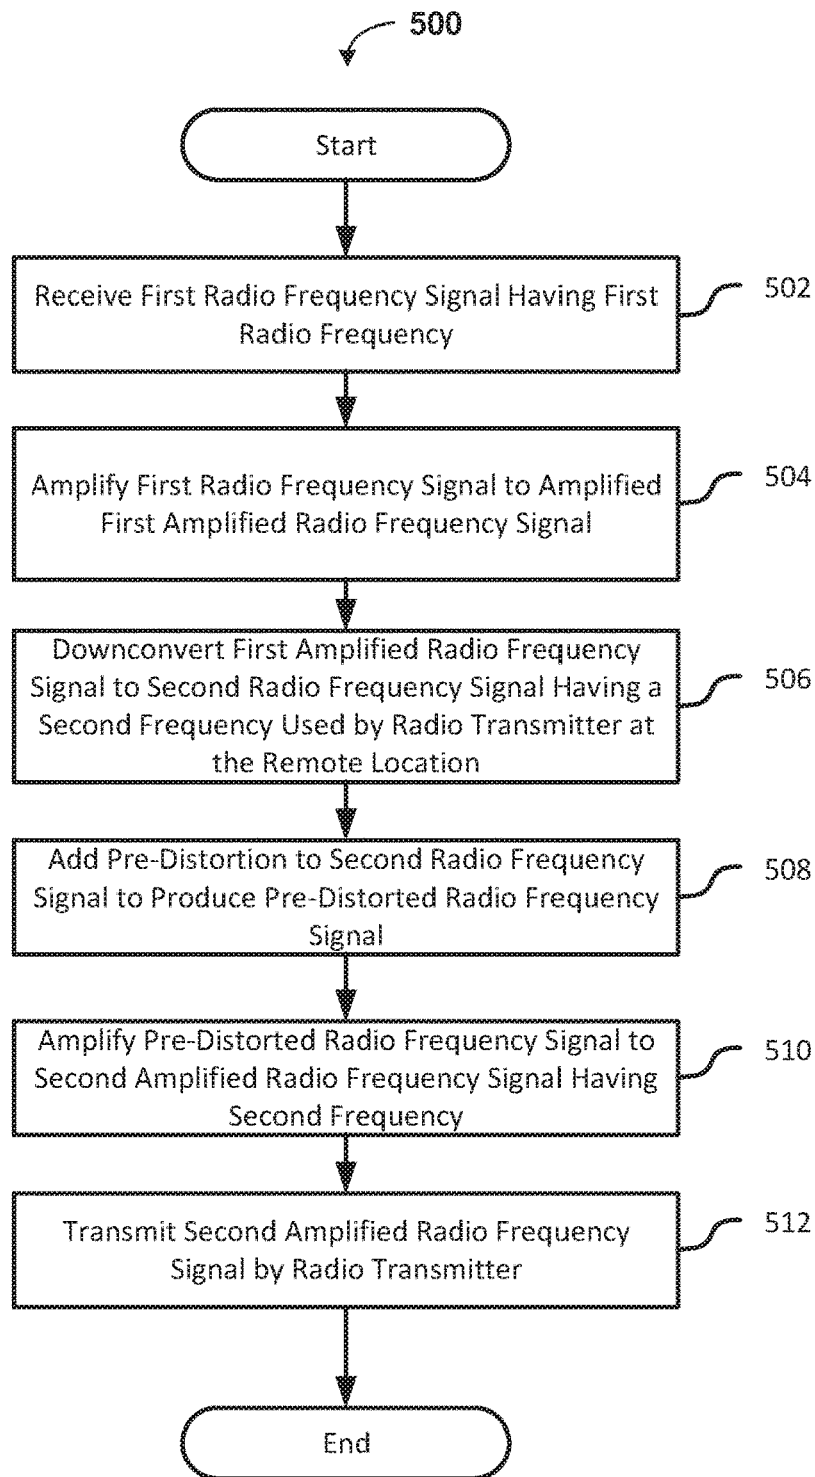 500
Start
Receive First Radio Frequency Signal Having First
Radio Frequency
502
Amplify First Radio Frequency Signal to Amplified
First Amplified Radio Frequency Signal
504
Downconvert First Amplified Radio Frequency
Signal to Second Radio Frequency Signal Having a
Second Frequency Used by Radio Transmitter at
the Remote Location
506
Add Pre-Distortion to Second Radio Frequency
Signal to Produce Pre-Distorted Radio Frequency
Signal
508
Amplify Pre-Distorted Radio Frequency Signal to
Second Amplified Radio Frequency Signal Having
Second Frequency
510
Transmit Second Amplified Radio Frequency
Signal by Radio Transmitter
512
End